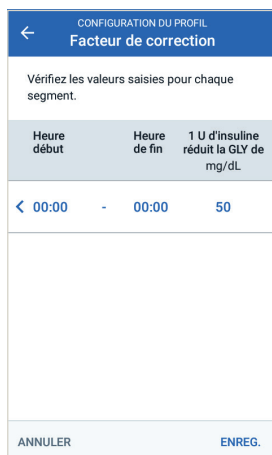 CONFIGURATION DU PROFIL
Facteur de correction
Vérifiez les valeurs saisies pour chaque
segment.
Heure début Heure de fin 1 U d'insuline réduit la GLY de mg/dL
00:00 - 00:00 50
ANNULER ENREG.